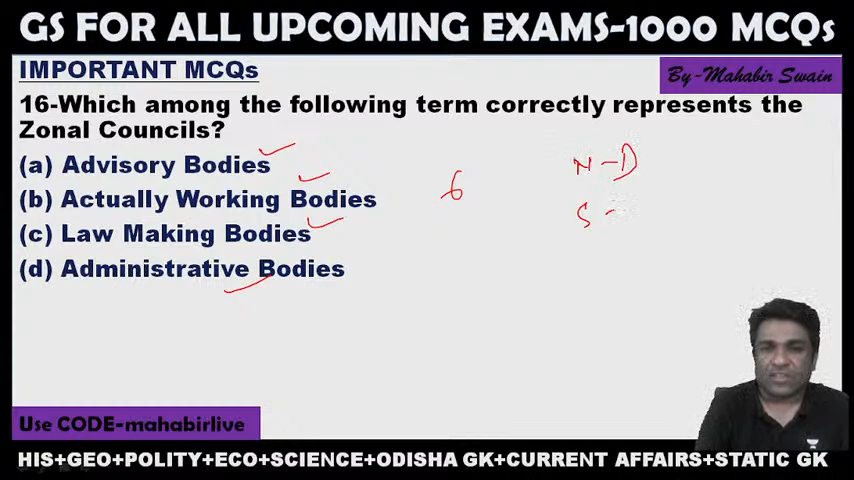 GS FOR ALL UPCOMING EXAMS-1000 MCQs
IMPORTANT MCQs
By-Mahabir Swain
16-Which among the following term correctly represents the
Zonal Councils?
(a) Advisory Bodies
(b) Actually Working Bodies
(c) Law Making Bodies
(d) Administrative Bodies
6
N-D
S -
Use CODE-mahabirlive
HIS+GEO+POLITY+ECO+SCIENCE+ODISHA GK+CURRENT AFFAIRS+STATIC GK